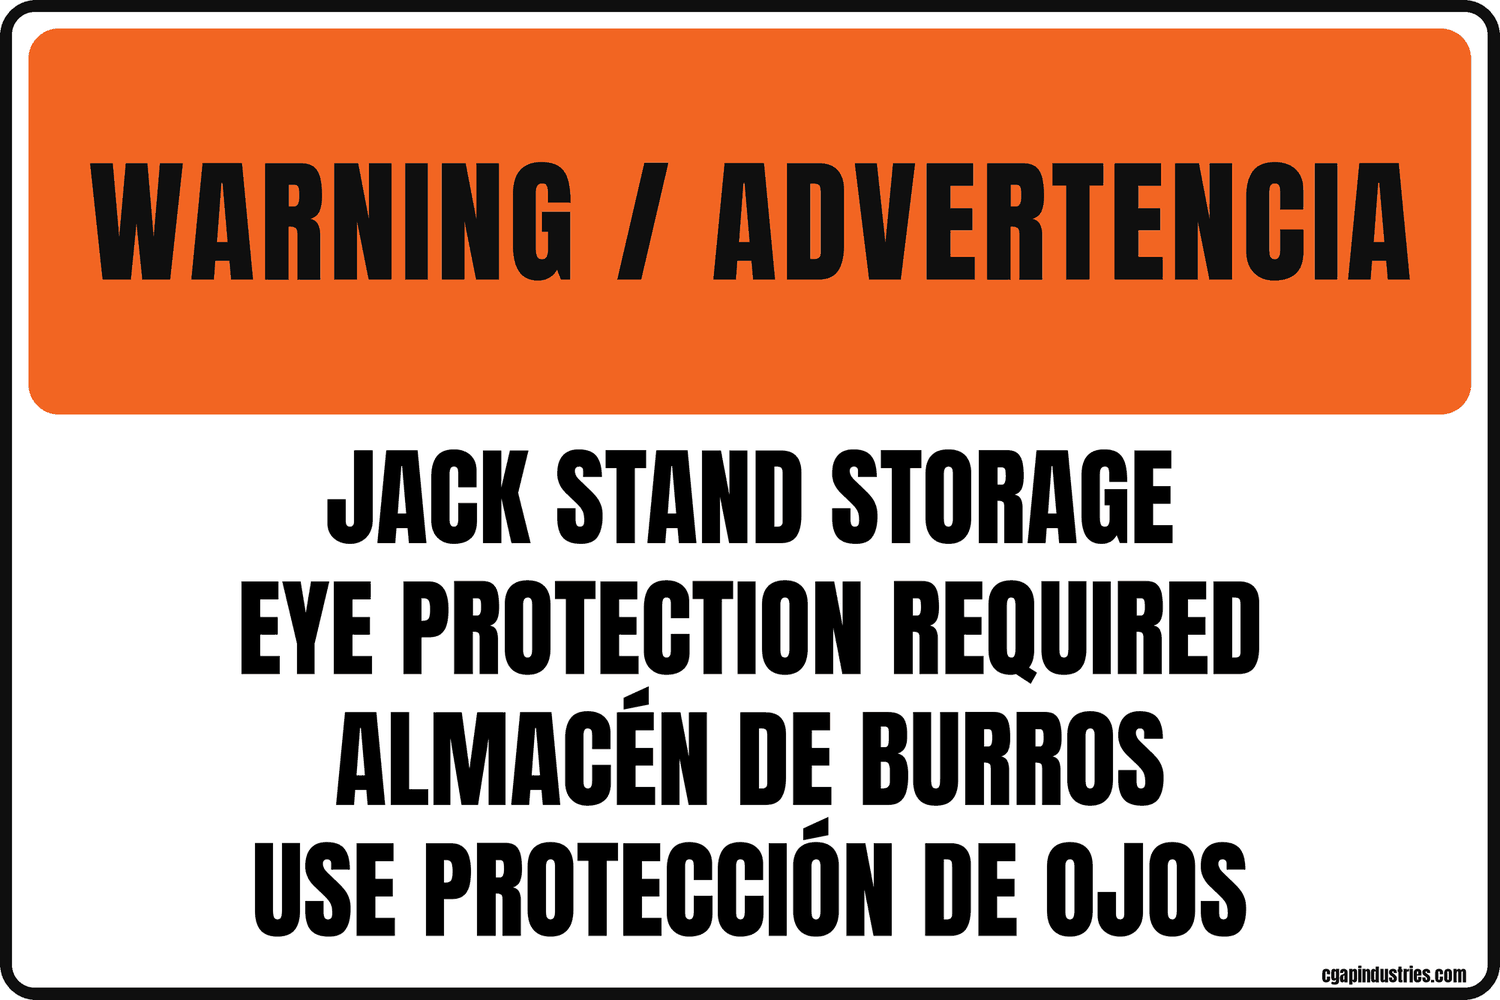 WARNING / ADVERTENCIA
JACK STAND STORAGE
EYE PROTECTION REQUIRED
ALMACÉN DE BURROS
USE PROTECCIÓN DE OJOS
cgapindustries.com